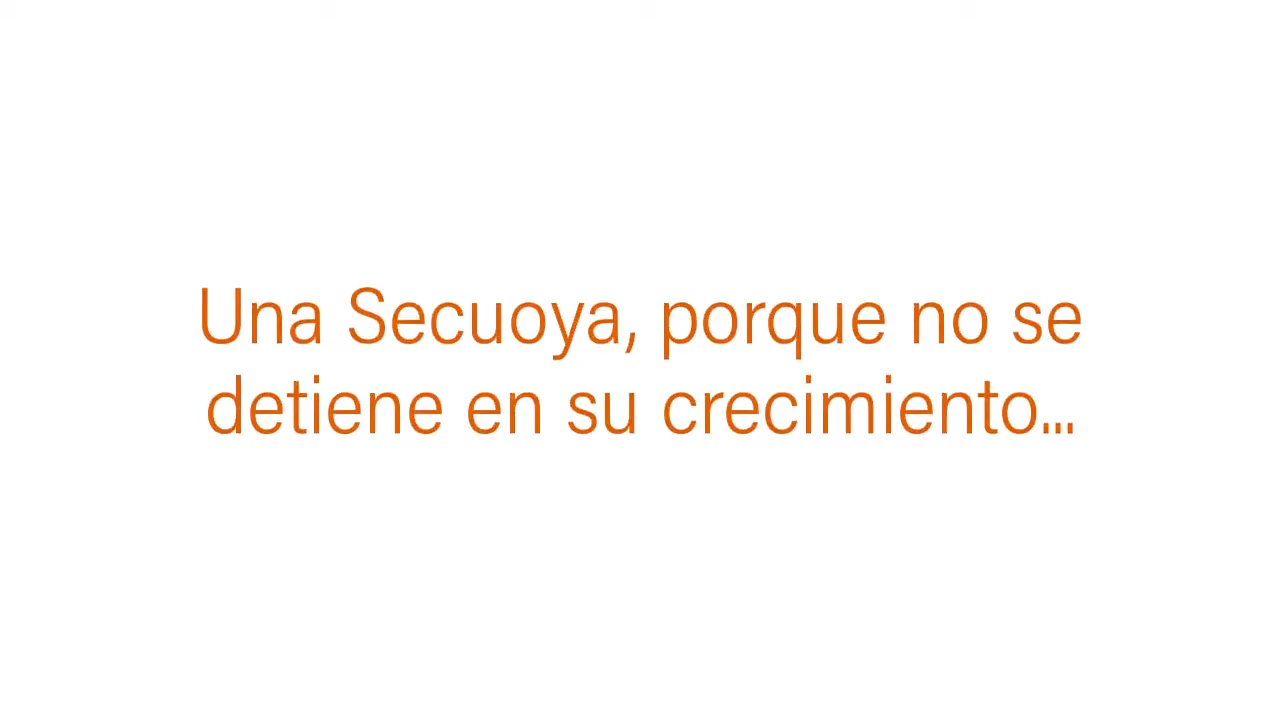 Una Secuoya, porque no se
detiene en su crecimiento...